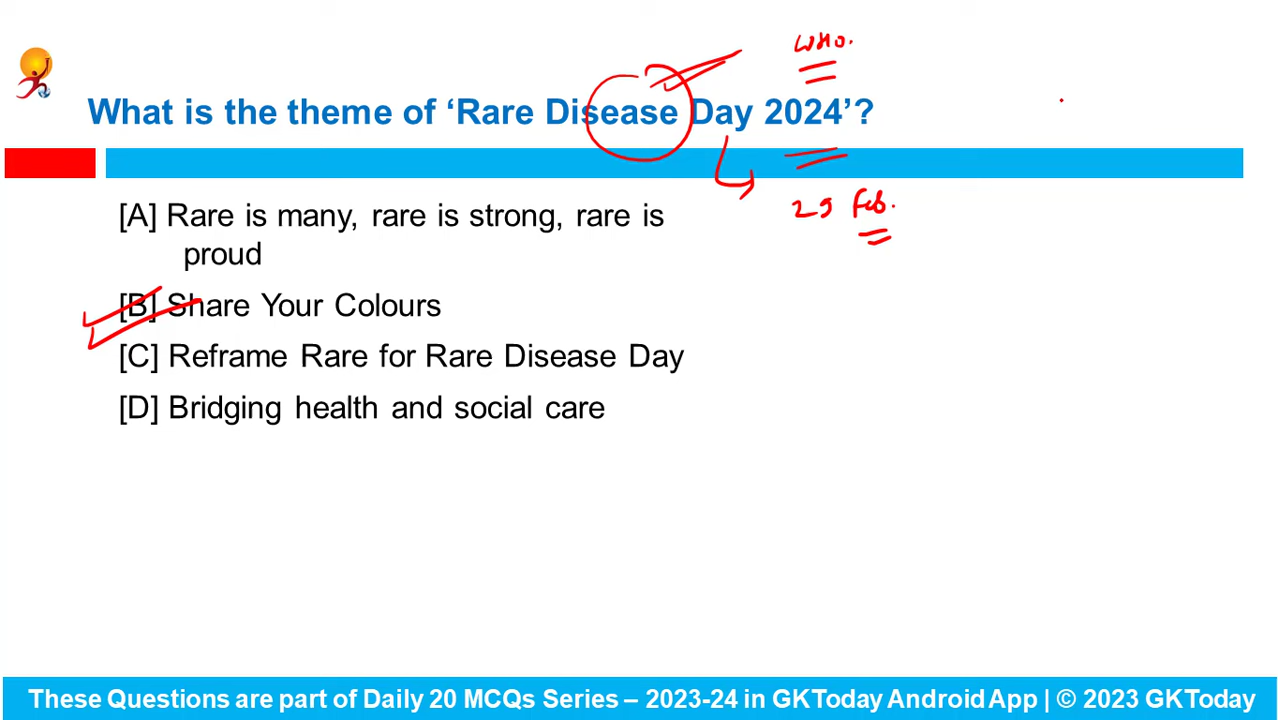 WHO.
What is the theme of ‘Rare Disease Day 2024’?
29 Feb.
[A] Rare is many, rare is strong, rare is
proud
[B] Share Your Colours
[C] Reframe Rare for Rare Disease Day
[D] Bridging health and social care
These Questions are part of Daily 20 MCQs Series – 2023-24 in GKToday Android App | © 2023 GKToday